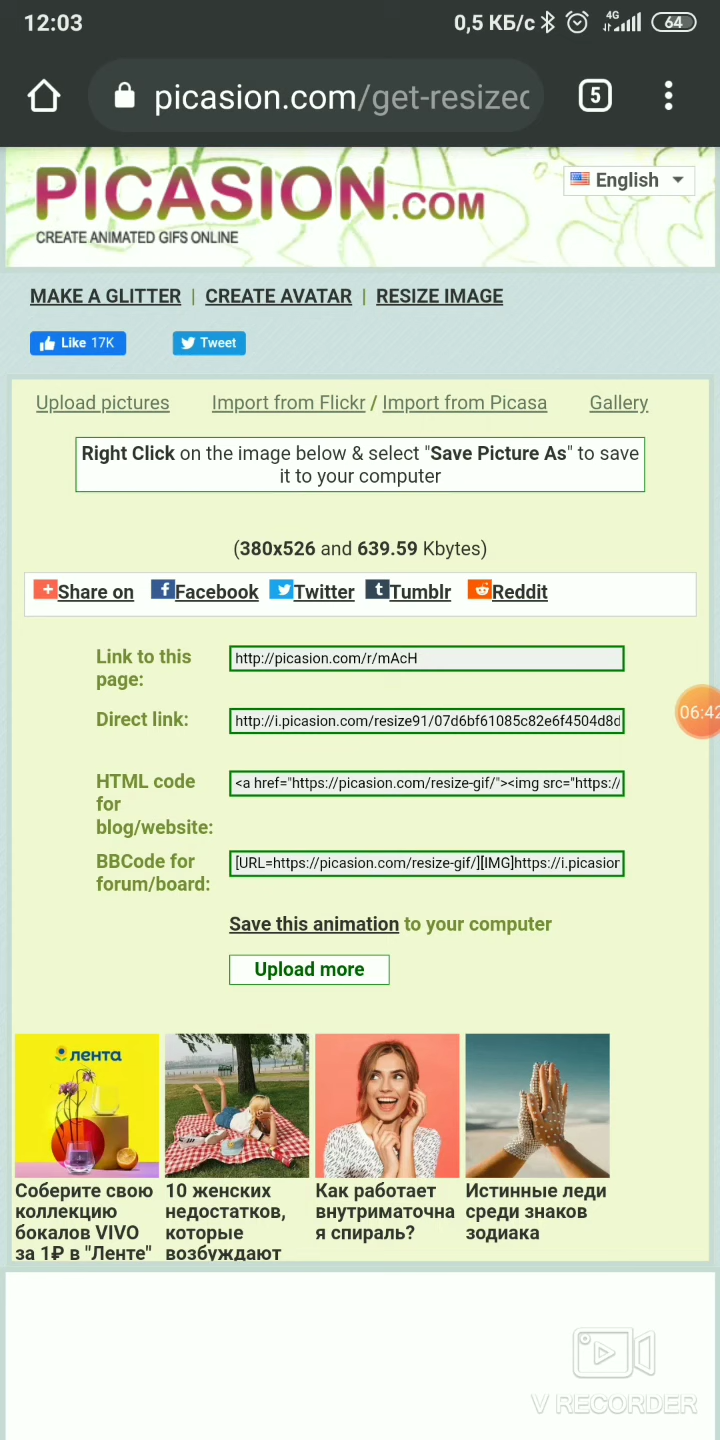 12:03
0,5 КБ/с
4G
64
picasion.com/get-resized
5
PICASION.COM
English
CREATE ANIMATED GIFS ONLINE
MAKE A GLITTER | CREATE AVATAR | RESIZE IMAGE
Like 17K
Tweet
Upload pictures Import from Flickr / Import from Picasa Gallery
Right Click on the image below & select "Save Picture As" to save
it to your computer
(380x526 and 639.59 Kbytes)
Share on Facebook Twitter Tumblr Reddit
Link to this
page:
http://picasion.com/r/mAcH
06:42
Direct link:
http://i.picasion.com/resize91/07d6bf61085c82e6f4504d8d
HTML code
for
blog/website:
<a href="https://picasion.com/resize-gif/"><img src="https://
BBCode for
forum/board:
[URL=https://picasion.com/resize-gif/][IMG]https://i.picasion
Save this animation to your computer
Upload more
лента
Соберите свою
коллекцию
бокалов VIVO
за 1₽ в "Ленте"
10 женских
недостатков,
которые
возбуждают
Как работает
внутриматочна
я спираль?
Истинные леди
среди знаков
зодиака
V RECORDER